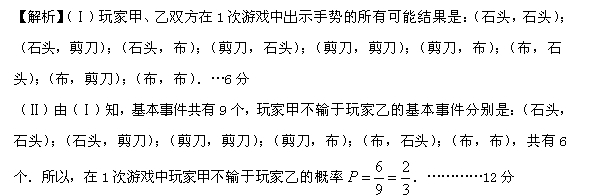 【解析】(Ⅰ)玩家甲、乙双方在1次游戏中出示手势的所有可能结果是:(石头,石头);
(石头,剪刀);(石头,布);(剪刀,石头);(剪刀,剪刀);(剪刀,布);(布,石
头);(布,剪刀);(布,布).…6分
(Ⅱ)由(Ⅰ)知,基本事件共有9个,玩家甲不输于玩家乙的基本事件分别是:(石头,
石头);(石头,剪刀);(剪刀,剪刀);(剪刀,布);(布,石头);(布,布),共有6
个.所以,在1次游戏中玩家甲不输于玩家乙的概率 P=6/9=2/3.…………12分